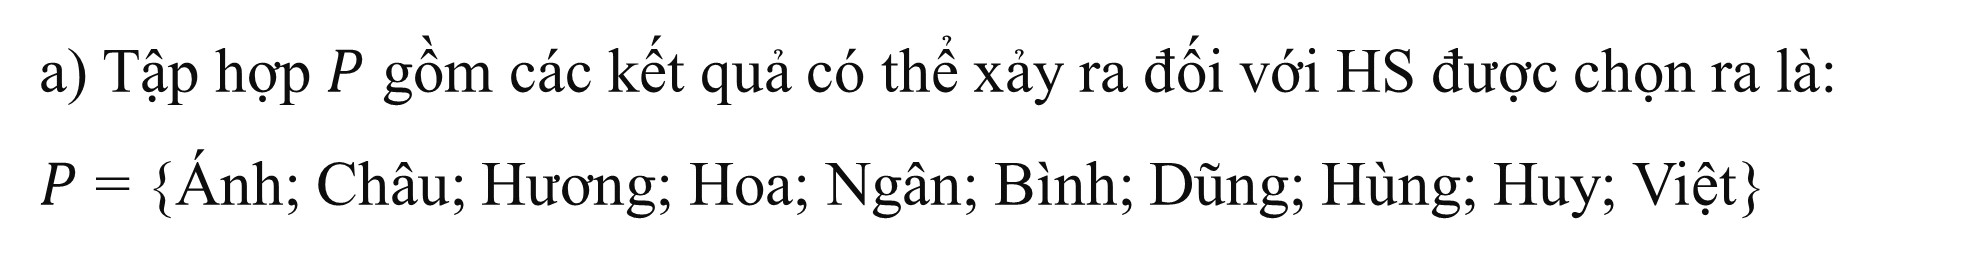 a) Tập hợp P gồm các kết quả có thể xảy ra đối với HS được chọn ra là:
P = {Ánh; Châu; Hương; Hoa; Ngân; Bình; Dũng; Hùng; Huy; Việt}